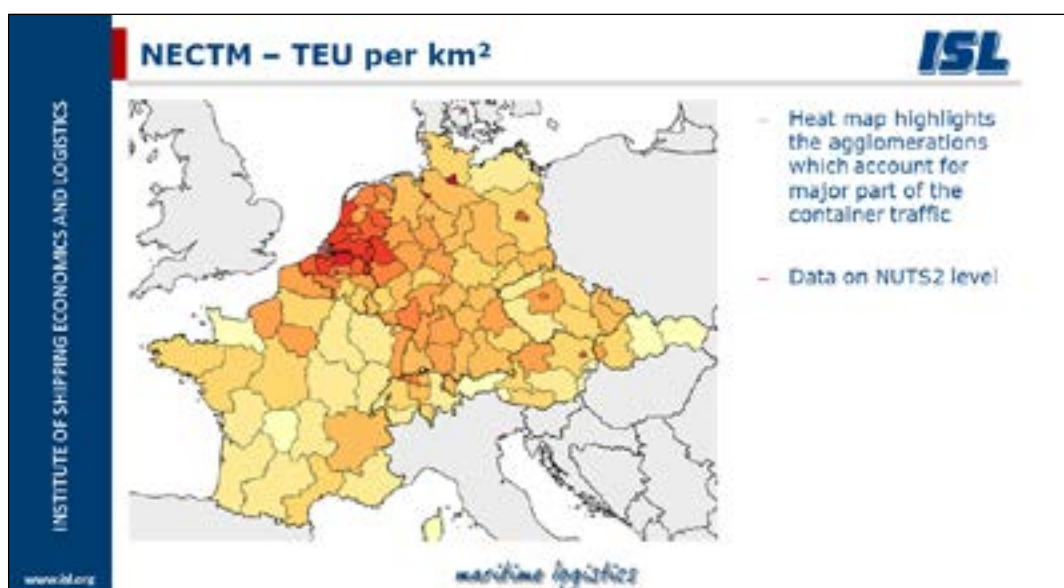 NECTM – TEU per km²
ISL
INSTITUTE OF SHIPPING ECONOMICS AND LOGISTICS
– Heat map highlights
the agglomerations
which account for
major part of the
container traffic
– Data on NUTS2 level
www.isl.org
maritime logistics